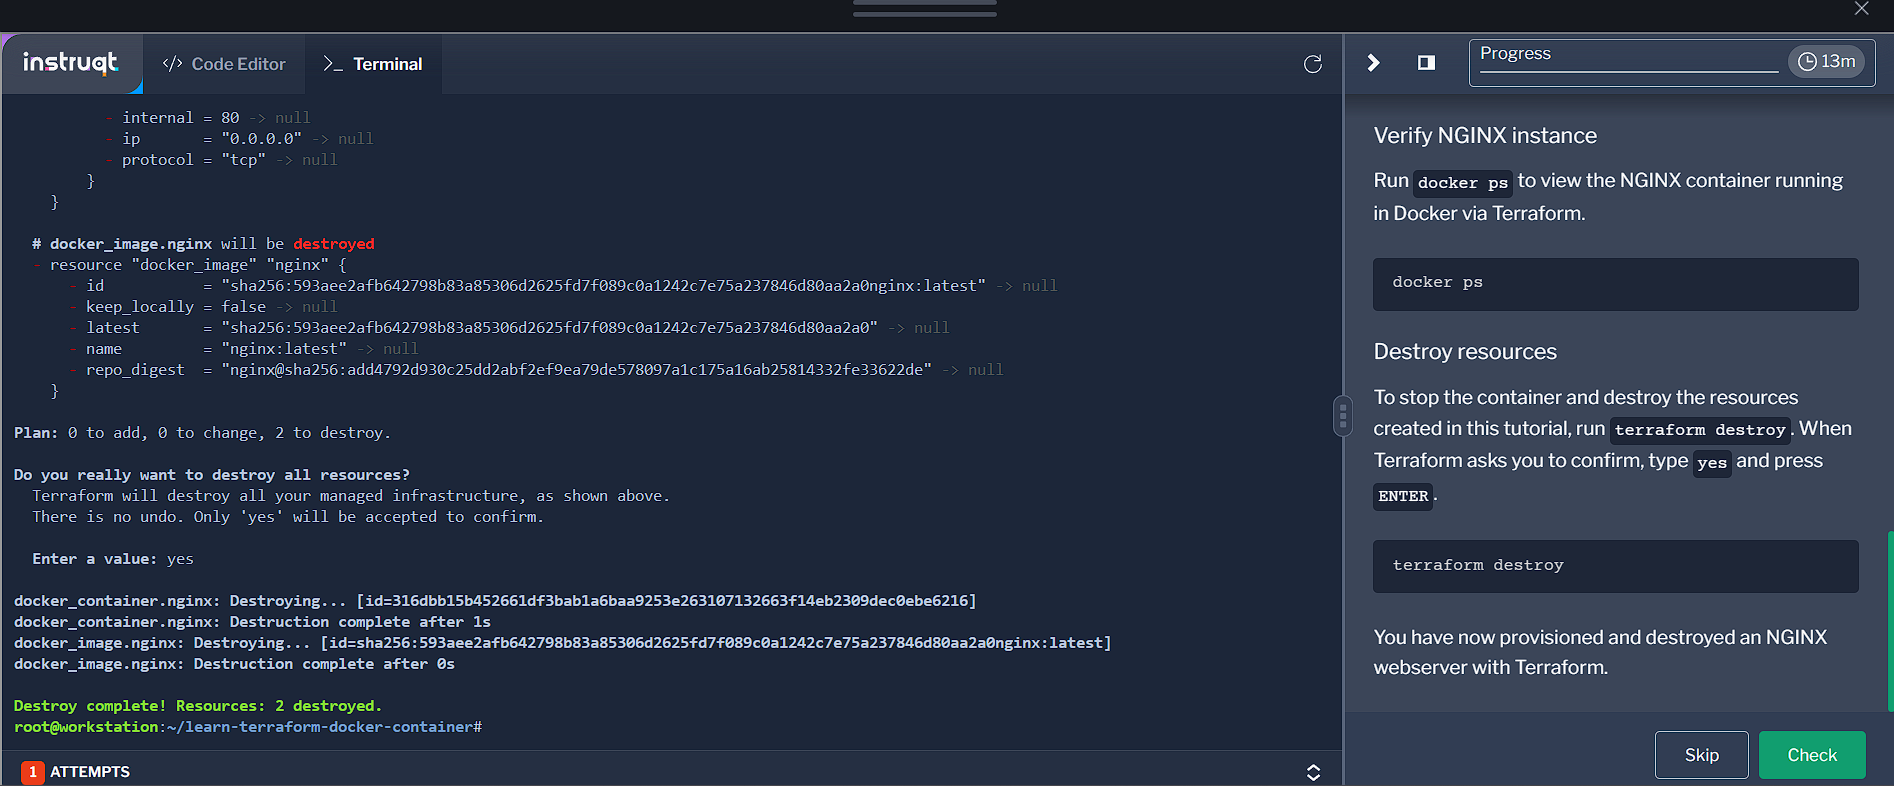 instruqt
</> Code Editor
>_ Terminal
- internal = 80 -> null
- ip       = "0.0.0.0" -> null
- protocol = "tcp" -> null
}
}
# docker_image.nginx will be destroyed
- resource "docker_image" "nginx" {
- id           = "sha256:593aee2afb642798b83a85306d2625fd7f089c0a1242c7e75a237846d80aa2a0nginx:latest" -> null
- keep_locally = false -> null
- latest       = "sha256:593aee2afb642798b83a85306d2625fd7f089c0a1242c7e75a237846d80aa2a0" -> null
- name         = "nginx:latest" -> null
- repo_digest  = "nginx@sha256:add4792d930c25dd2abf2ef9ea79de578097a1c175a16ab25814332fe33622de" -> null
}
Plan: 0 to add, 0 to change, 2 to destroy.
Do you really want to destroy all resources?
Terraform will destroy all your managed infrastructure, as shown above.
There is no undo. Only 'yes' will be accepted to confirm.
Enter a value: yes
docker_container.nginx: Destroying... [id=316dbb15b452661df3bab1a6baa9253e263107132663f14eb2309dec0ebe6216]
docker_container.nginx: Destruction complete after 1s
docker_image.nginx: Destroying... [id=sha256:593aee2afb642798b83a85306d2625fd7f089c0a1242c7e75a237846d80aa2a0nginx:latest]
docker_image.nginx: Destruction complete after 0s
Destroy complete! Resources: 2 destroyed.
root@workstation:~/learn-terraform-docker-container#
1 ATTEMPTS
Progress
13m
Verify NGINX instance
Run docker ps to view the NGINX container running
in Docker via Terraform.
docker ps
Destroy resources
To stop the container and destroy the resources
created in this tutorial, run terraform destroy. When
Terraform asks you to confirm, type yes and press
ENTER.
terraform destroy
You have now provisioned and destroyed an NGINX
webserver with Terraform.
Skip
Check